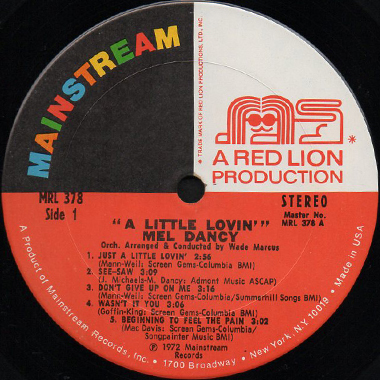 MAINSTREAM
* TRADE MARK OF RED LION PRODUCTIONS, LTD., INC.
*
A RED LION
PRODUCTION
MRL 378
Side 1
STEREO
Master No.
MRL 378 A
"A LITTLE LOVIN'"
MEL DANCY
Orch. Arranged & Conducted by Wade Marcus
1. JUST A LITTLE LOVIN' 2:56
(Mann-Weil: Screen Gems-Columbia BMI)
2. SEE-SAW 3:09
(J. Michaels-M. Dancy: Admont Music ASCAP)
3. DON'T GIVE UP ON ME 3:16
(Mann-Weil: Screen Gems-Columbia/Summerhill Songs BMI)
4. WASN'T IT YOU 3:06
(Goffin-King: Screen Gems-Columbia BMI)
5. BEGINNING TO FEEL THE PAIN 3:02
(Mac Davis: Screen Gems-Columbia/
Songpainter Music BMI)
℗ 1972 Mainstream
Records
A Product of Mainstream Records, Inc. • 1700 Broadway • New York, N.Y. 10019 • Made in USA